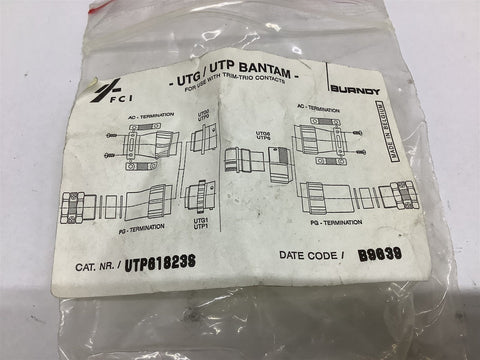 FCI
- UTG / UTP BANTAM -
FOR USE WITH TRIM-TRIO CONTACTS
BURNDY
MADE IN BELGIUM
AC - TERMINATION
UTG0
UTP0
UTG6
UTP6
AC - TERMINATION
PG - TERMINATION
UTG1
UTP1
PG - TERMINATION
CAT. NR. / UTP61823S
DATE CODE / B9639